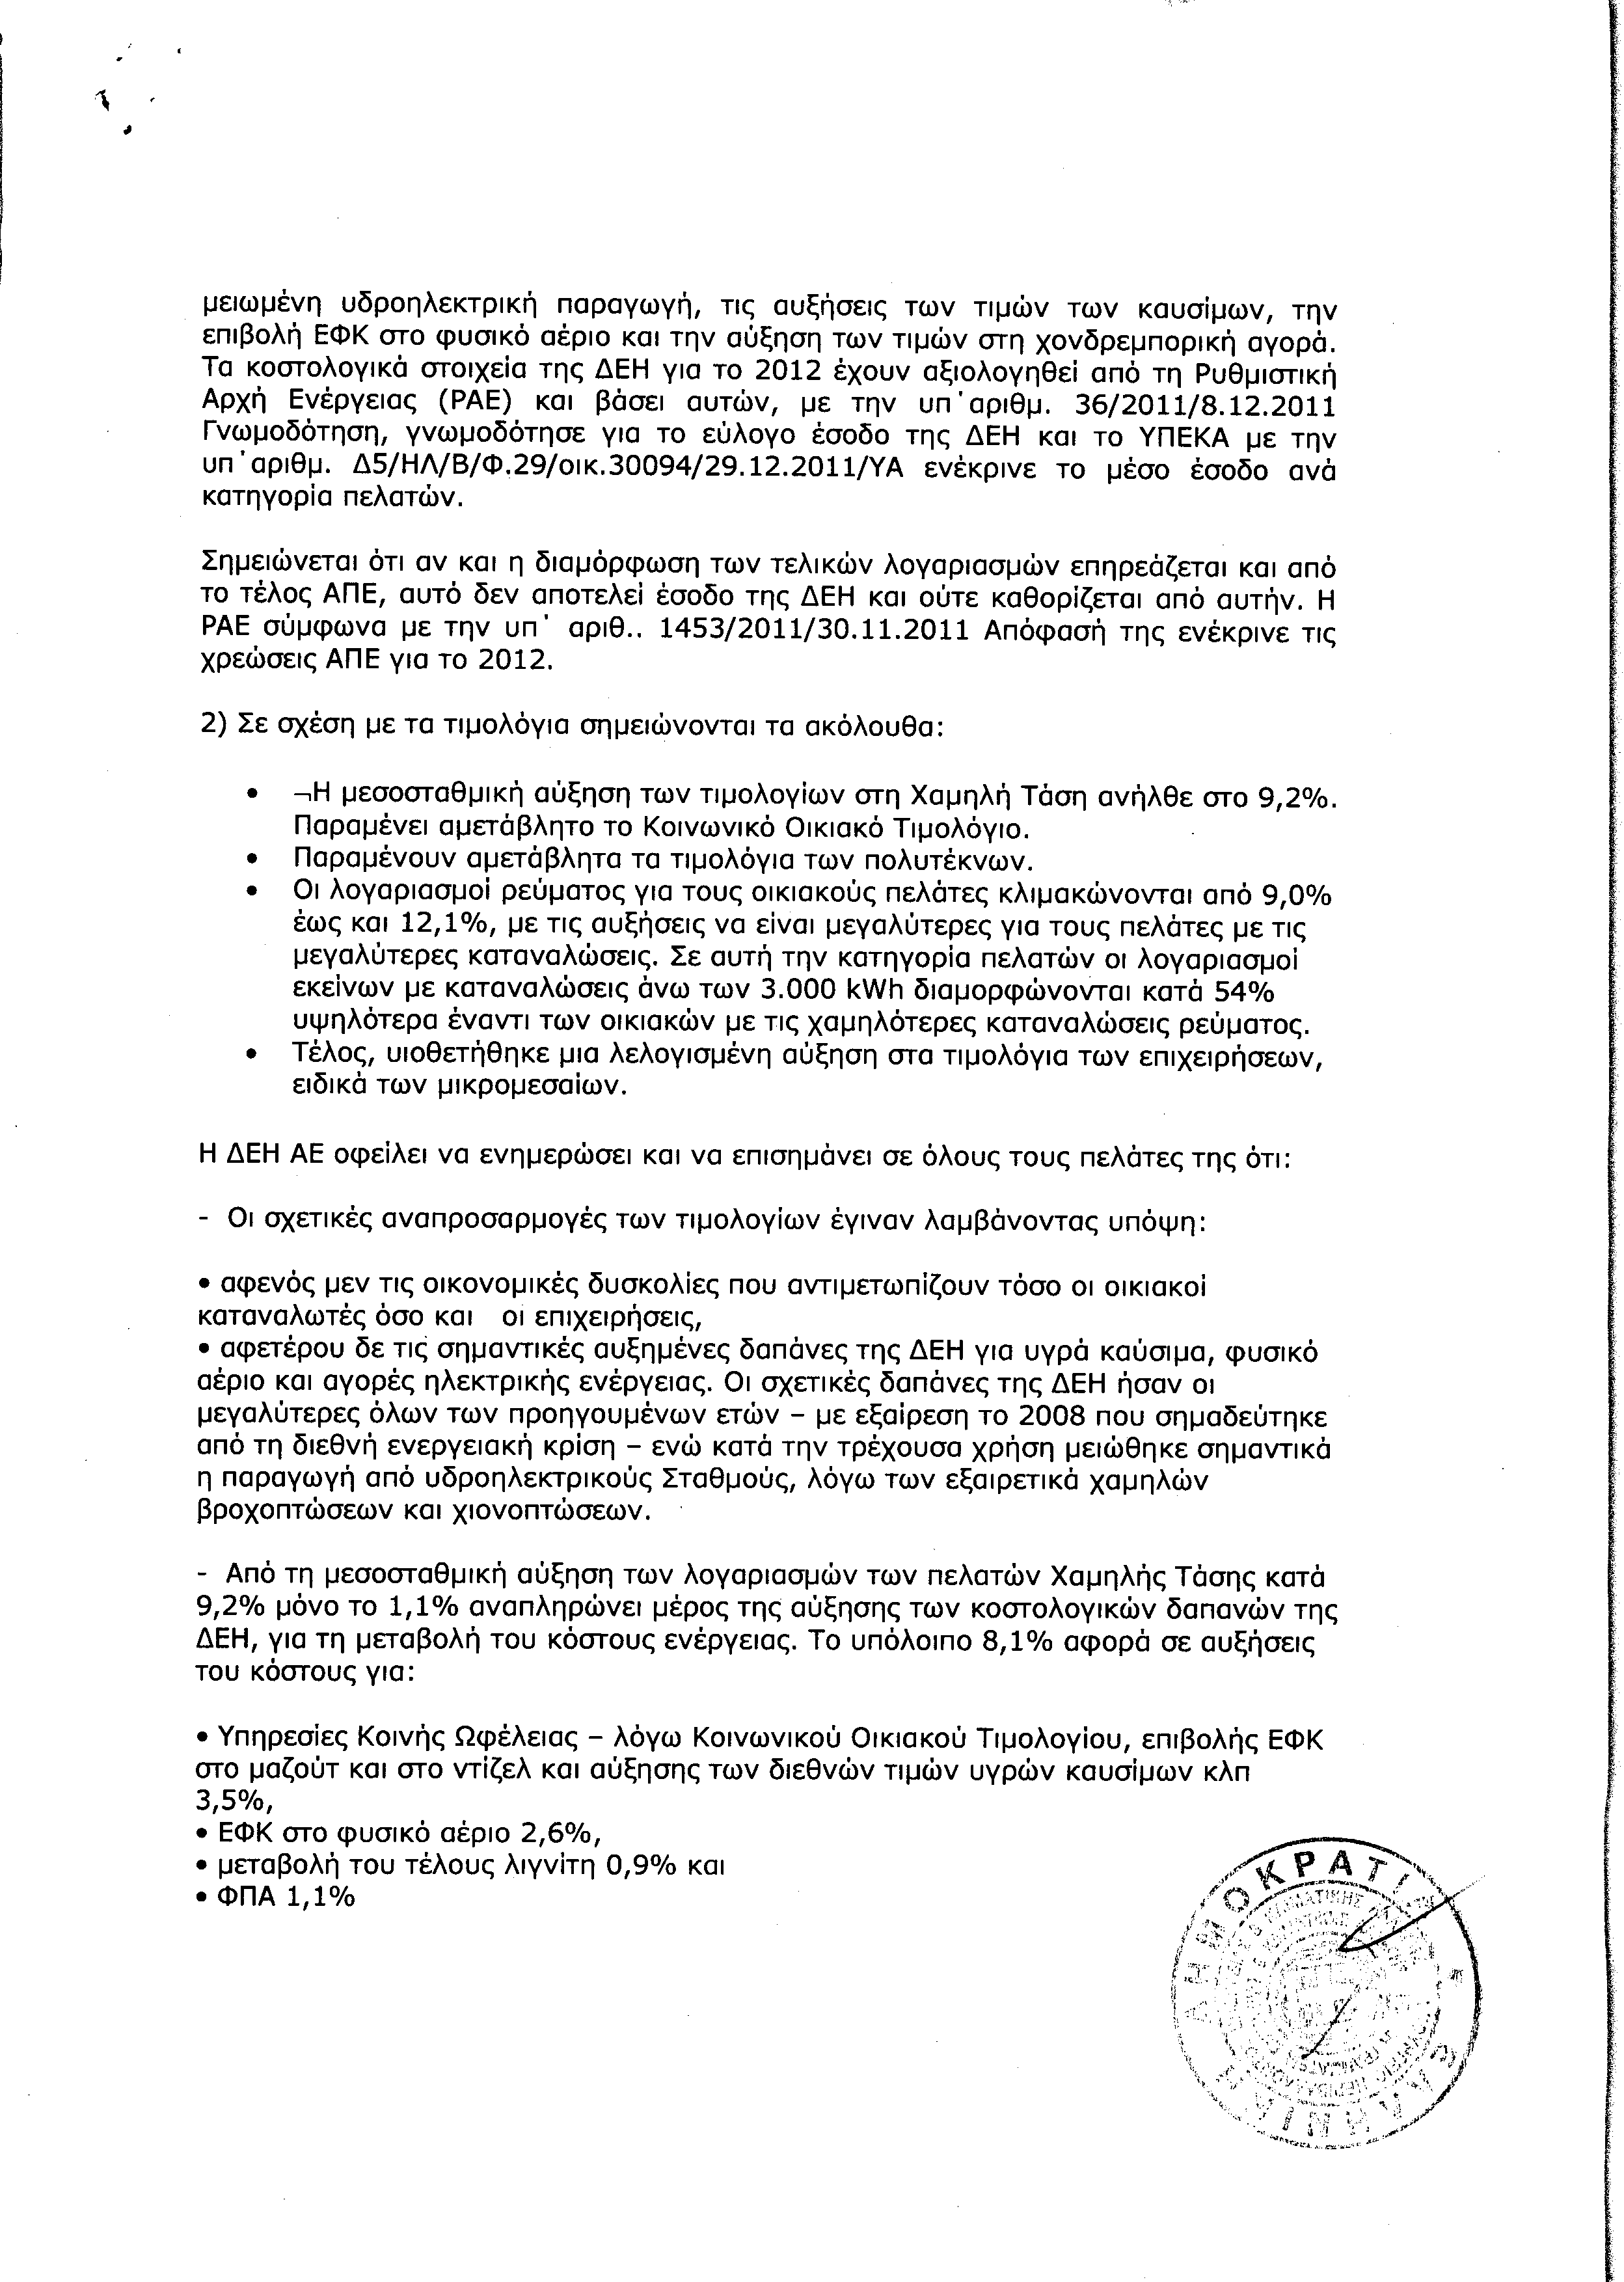 μειωμένη υδροηλεκτρική παραγωγή, τις αυξήσεις των τιμών των καυσίμων, την
επιβολή ΕΦΚ στο φυσικό αέριο και την αύξηση των τιμών στη χονδρεμπορική αγορά.
Τα κοστολογικά στοιχεία της ΔΕΗ για το 2012 έχουν αξιολογηθεί από τη Ρυθμιστική
Αρχή Ενέργειας (ΡΑΕ) και βάσει αυτών, με την υπ΄αριθμ. 36/2011/8.12.2011
Γνωμοδότηση, γνωμοδότησε για το εύλογο έσοδο της ΔΕΗ και το ΥΠΕΚΑ με την
υπ΄αριθμ. Δ5/ΗΛ/Β/Φ.29/οικ.30094/29.12.2011/ΥΑ ενέκρινε το μέσο έσοδο ανά
κατηγορία πελατών.
Σημειώνεται ότι αν και η διαμόρφωση των τελικών λογαριασμών επηρεάζεται και από
το τέλος ΑΠΕ, αυτό δεν αποτελεί έσοδο της ΔΕΗ και ούτε καθορίζεται από αυτήν. Η
ΡΑΕ σύμφωνα με την υπ΄ αριθ.. 1453/2011/30.11.2011 Απόφασή της ενέκρινε τις
χρεώσεις ΑΠΕ για το 2012.
2) Σε σχέση με τα τιμολόγια σημειώνονται τα ακόλουθα:
• ¬Η μεσοσταθμική αύξηση των τιμολογίων στη Χαμηλή Τάση ανήλθε στο 9,2%.
Παραμένει αμετάβλητο το Κοινωνικό Οικιακό Τιμολόγιο.
• Παραμένουν αμετάβλητα τα τιμολόγια των πολυτέκνων.
• Οι λογαριασμοί ρεύματος για τους οικιακούς πελάτες κλιμακώνονται από 9,0%
έως και 12,1%, με τις αυξήσεις να είναι μεγαλύτερες για τους πελάτες με τις
μεγαλύτερες καταναλώσεις. Σε αυτή την κατηγορία πελατών οι λογαριασμοί
εκείνων με καταναλώσεις άνω των 3.000 kWh διαμορφώνονται κατά 54%
υψηλότερα έναντι των οικιακών με τις χαμηλότερες καταναλώσεις ρεύματος.
• Τέλος, υιοθετήθηκε μια λελογισμένη αύξηση στα τιμολόγια των επιχειρήσεων,
ειδικά των μικρομεσαίων.
Η ΔΕΗ ΑΕ οφείλει να ενημερώσει και να επισημάνει σε όλους τους πελάτες της ότι:
- Οι σχετικές αναπροσαρμογές των τιμολογίων έγιναν λαμβάνοντας υπόψη:
• αφενός μεν τις οικονομικές δυσκολίες που αντιμετωπίζουν τόσο οι οικιακοί
καταναλωτές όσο και οι επιχειρήσεις,
• αφετέρου δε τις σημαντικές αυξημένες δαπάνες της ΔΕΗ για υγρά καύσιμα, φυσικό
αέριο και αγορές ηλεκτρικής ενέργειας. Οι σχετικές δαπάνες της ΔΕΗ ήσαν οι
μεγαλύτερες όλων των προηγουμένων ετών – με εξαίρεση το 2008 που σημαδεύτηκε
από τη διεθνή ενεργειακή κρίση – ενώ κατά την τρέχουσα χρήση μειώθηκε σημαντικά
η παραγωγή από υδροηλεκτρικούς Σταθμούς, λόγω των εξαιρετικά χαμηλών
βροχοπτώσεων και χιονοπτώσεων.
- Από τη μεσοσταθμική αύξηση των λογαριασμών των πελατών Χαμηλής Τάσης κατά
9,2% μόνο το 1,1% αναπληρώνει μέρος της αύξησης των κοστολογικών δαπανών της
ΔΕΗ, για τη μεταβολή του κόστους ενέργειας. Το υπόλοιπο 8,1% αφορά σε αυξήσεις
του κόστους για:
• Υπηρεσίες Κοινής Ωφέλειας – λόγω Κοινωνικού Οικιακού Τιμολογίου, επιβολής ΕΦΚ
στο μαζούτ και στο ντίζελ και αύξησης των διεθνών τιμών υγρών καυσίμων κλπ
3,5%,
• ΕΦΚ στο φυσικό αέριο 2,6%,
• μεταβολή του τέλους λιγνίτη 0,9% και
• ΦΠΑ 1,1%